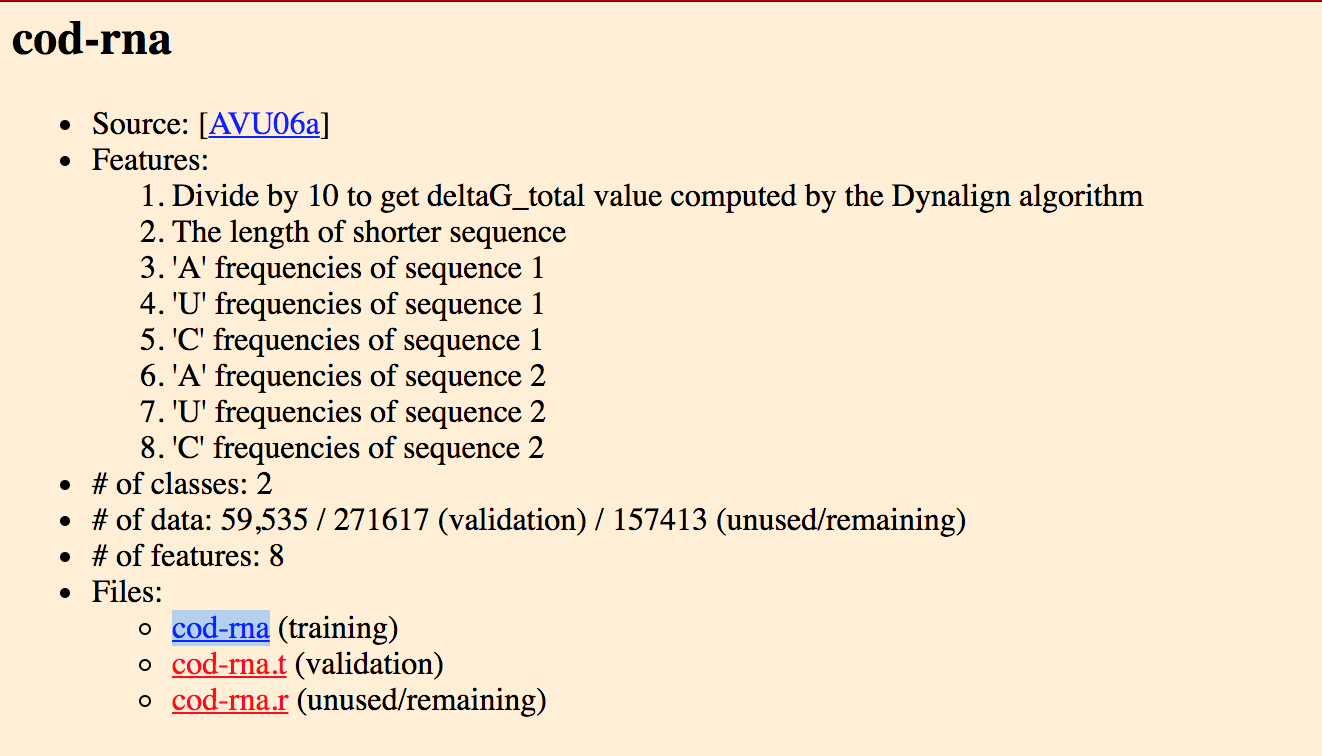 cod-rna
• Source: [AVU06a]
• Features:
1. Divide by 10 to get deltaG_total value computed by the Dynalign algorithm
2. The length of shorter sequence
3. 'A' frequencies of sequence 1
4. 'U' frequencies of sequence 1
5. 'C' frequencies of sequence 1
6. 'A' frequencies of sequence 2
7. 'U' frequencies of sequence 2
8. 'C' frequencies of sequence 2
• # of classes: 2
• # of data: 59,535 / 271617 (validation) / 157413 (unused/remaining)
• # of features: 8
• Files:
◦ cod-rna (training)
◦ cod-rna.t (validation)
◦ cod-rna.r (unused/remaining)